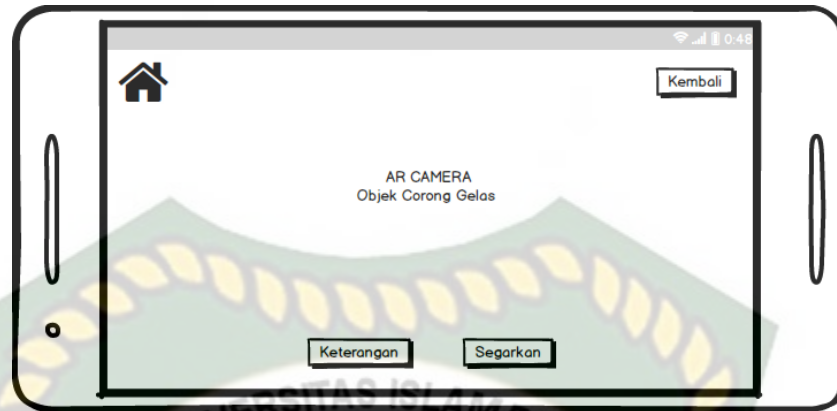 0:48
Kembali
AR CAMERA
Objek Corong Gelas
Keterangan
Segarkan